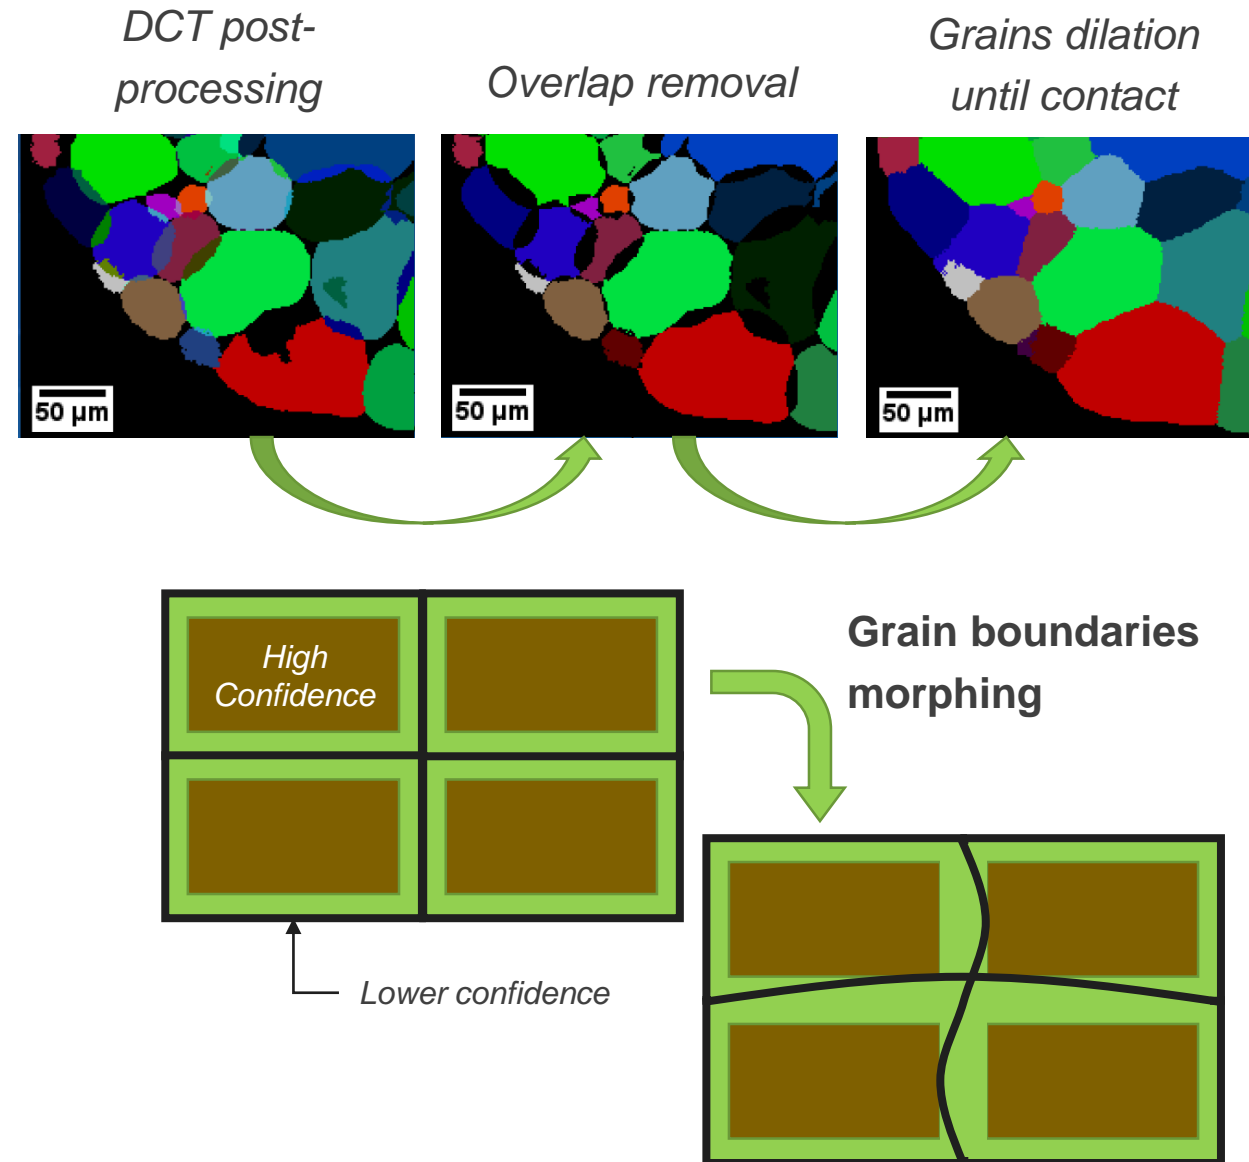 DCT post-
processing
Overlap removal
Grains dilation
until contact
50 µm
50 µm
50 µm
High
Confidence
Grain boundaries
morphing
Lower confidence